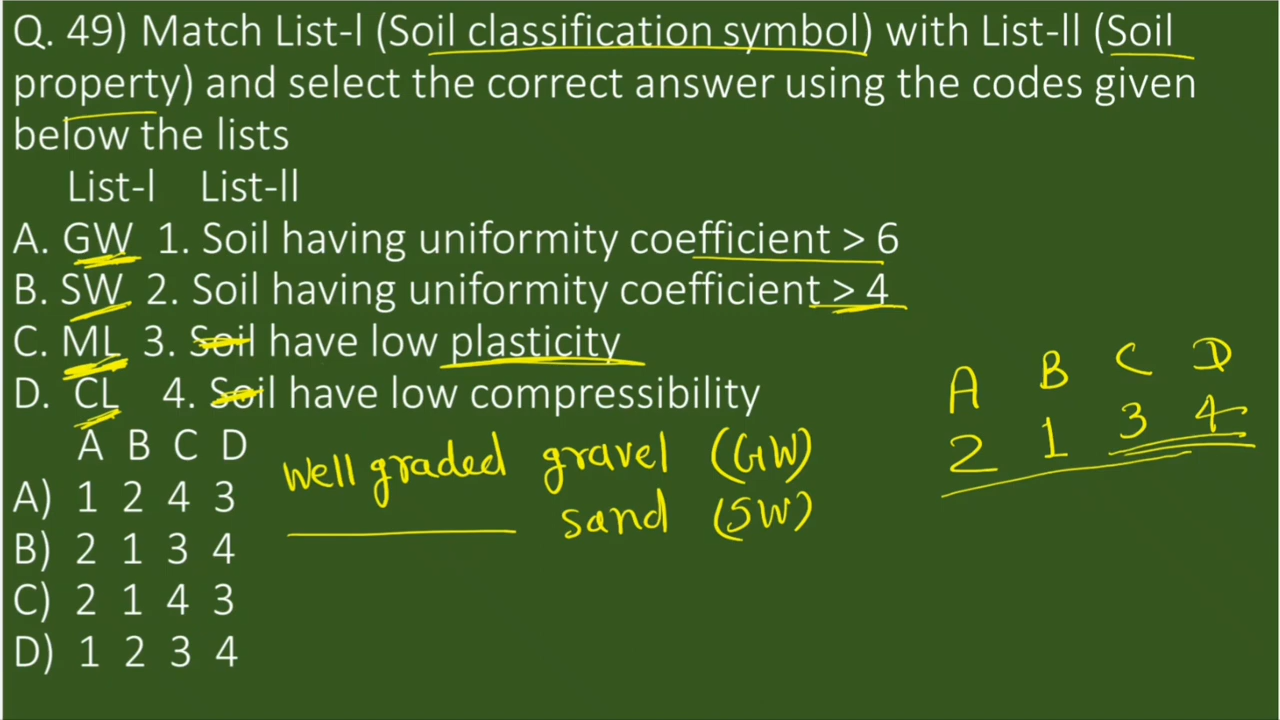 Q. 49) Match List-l (Soil classification symbol) with List-ll (Soil
property) and select the correct answer using the codes given
below the lists
List-l List-ll
A. GW 1. Soil having uniformity coefficient > 6
B. SW 2. Soil having uniformity coefficient > 4
C. ML 3. Soil have low plasticity
D. CL 4. Soil have low compressibility
A B C D
A) 1 2 4 3
B) 2 1 3 4
C) 2 1 4 3
D) 1 2 3 4
well graded gravel (GW)
sand (SW)
A B C D
2 1 3 4